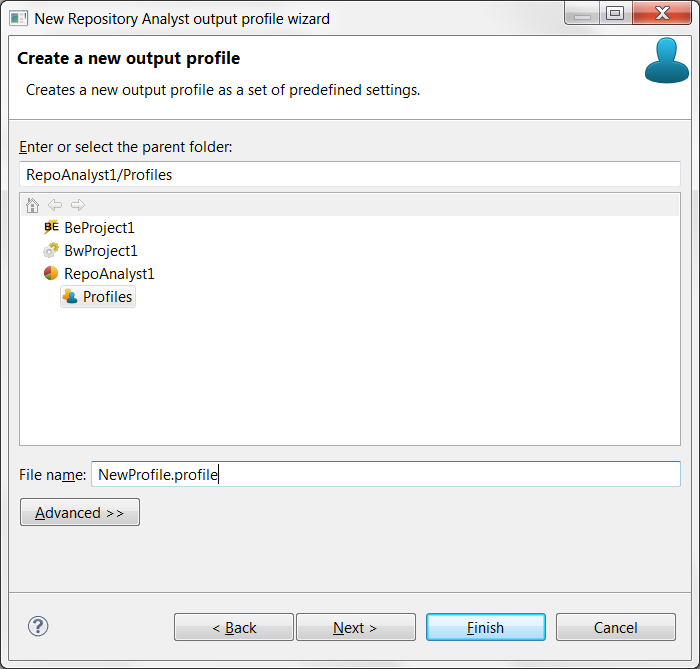 New Repository Analyst output profile wizard
Create a new output profile
Creates a new output profile as a set of predefined settings.
Enter or select the parent folder:
RepoAnalyst1/Profiles
BE BeProject1
BwProject1
RepoAnalyst1
Profiles
File name: NewProfile.profile
Advanced >>
? < Back Next > Finish Cancel